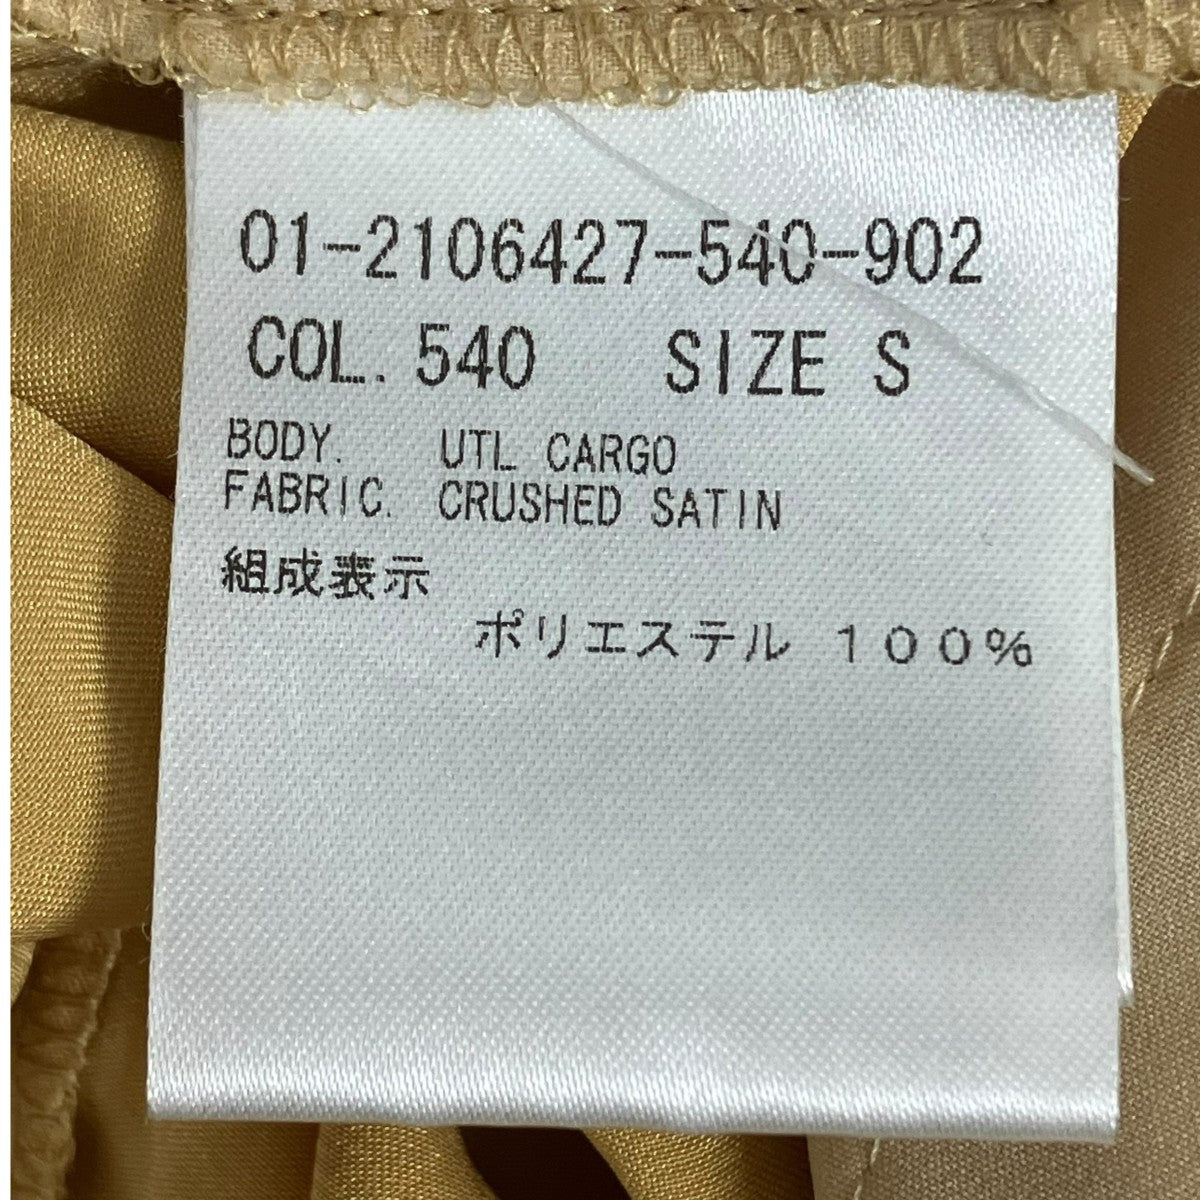 01-2106427-540-902
COL. 540 SIZE S
BODY. UTL CARGO
FABRIC. CRUSHED SATIN
組成表示
ポリエステル 100%